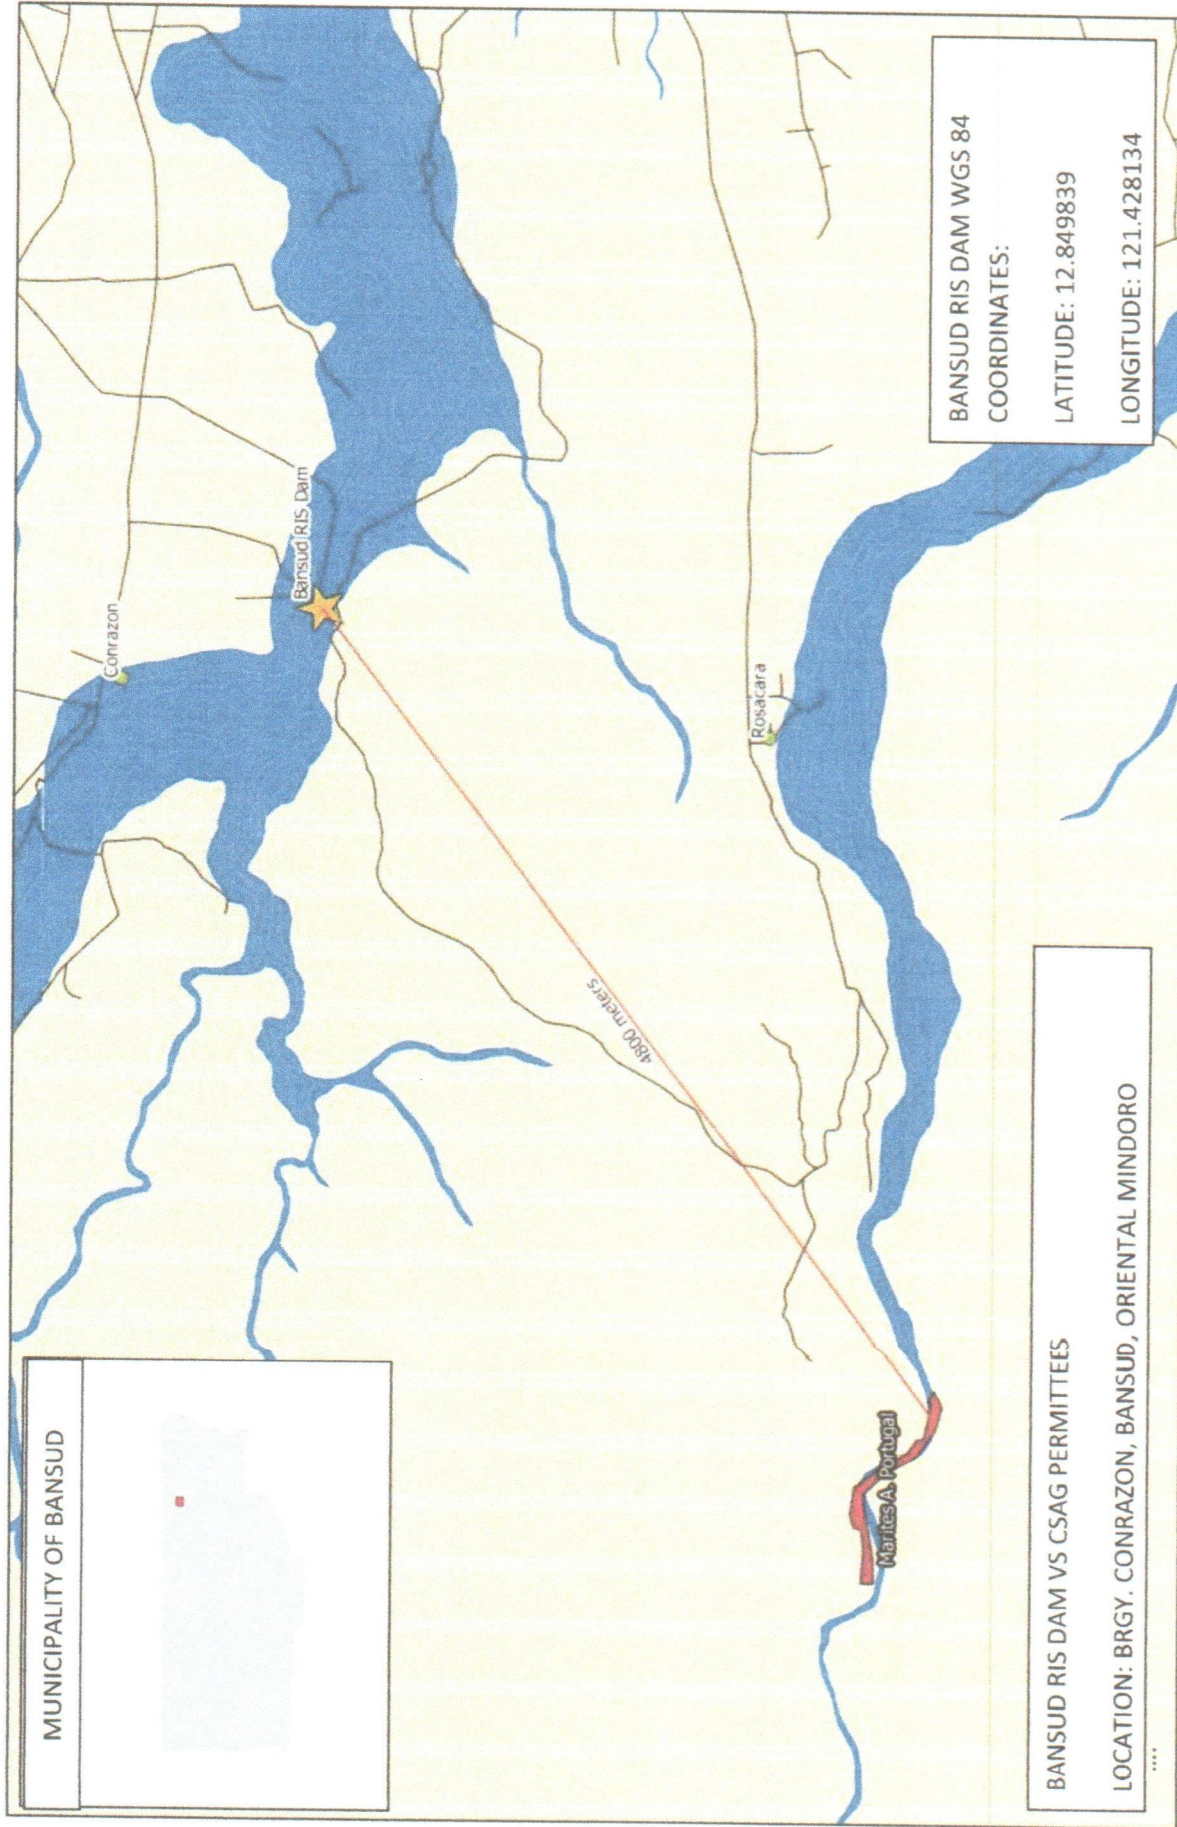 MUNICIPALITY OF BANSUD
Conrazon
Bansud RIS Dam
4800 meters
Rosacara
Marites A. Portugal
BANSUD RIS DAM VS CSAG PERMITTEES
LOCATION: BRGY. CONRAZON, BANSUD, ORIENTAL MINDORO
....
BANSUD RIS DAM WGS 84
COORDINATES:
LATITUDE: 12.849839
LONGITUDE: 121.428134